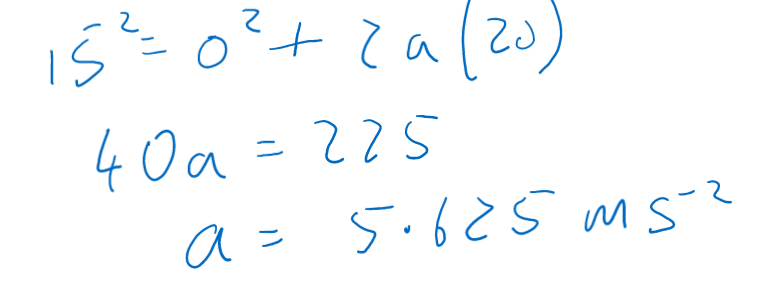 15² = 0² + 2a(20)
40a = 225
a = 5.625 ms⁻²